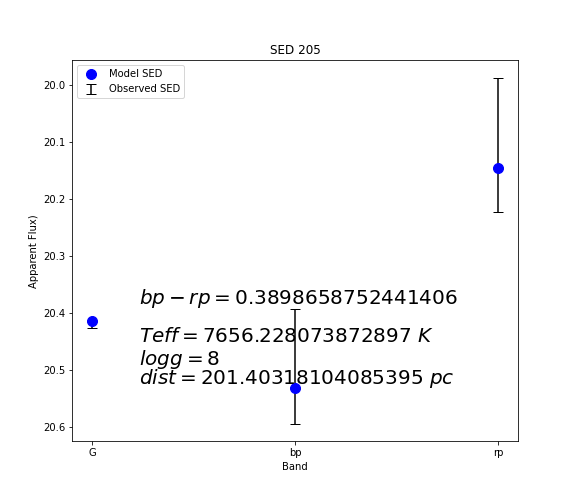 SED 205
Model SED
Observed SED
20.0
20.1
20.2
20.3
20.4
20.5
20.6
Apparent Flux)
bp − rp = 0.3898658752441406
Teff = 7656.228073872897 K
logg = 8
dist = 201.40318104085395 pc
G bp rp
Band